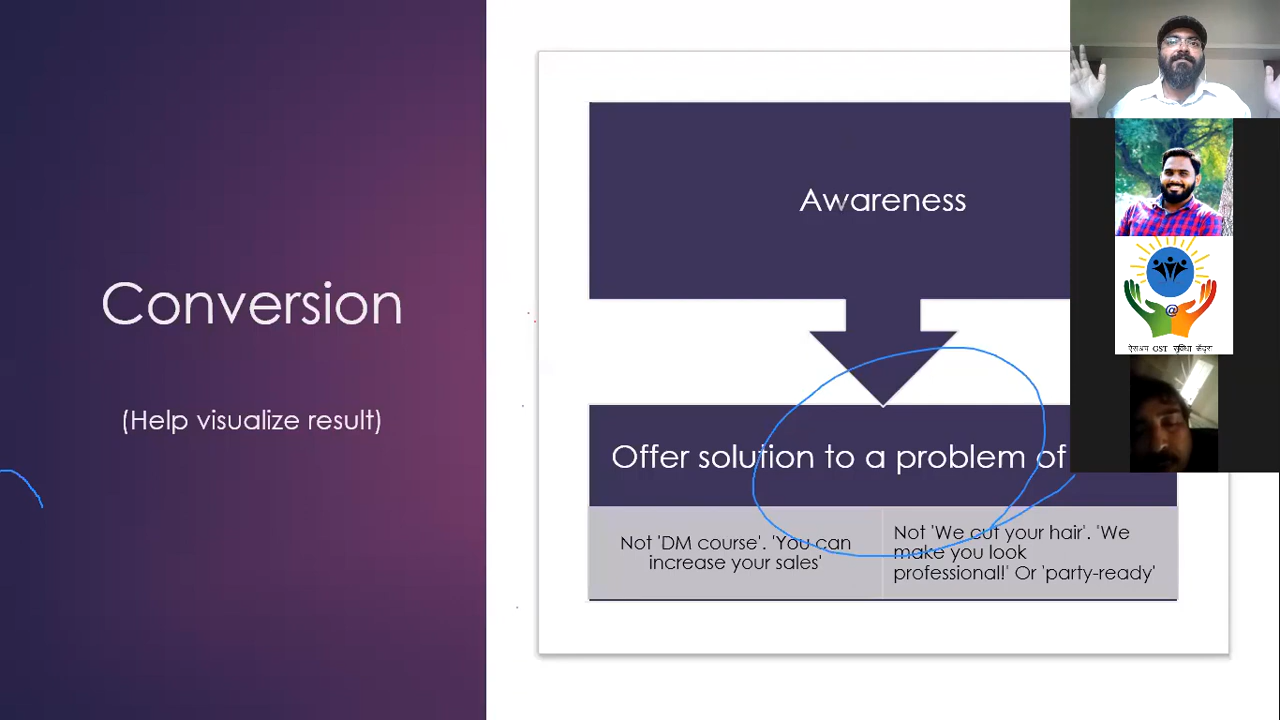 Conversion
(Help visualize result)
Awareness
Offer solution to a problem of
Not 'DM course'. 'You can
increase your sales'
Not 'We cut your hair'. 'We
make you look
professional!' Or 'party-ready'
@
GST सुविधा केंद्रा